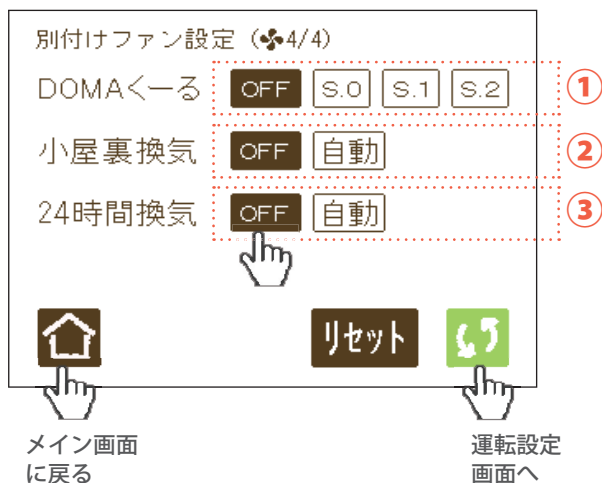 別付けファン設定 (4/4)
DOMAくーる OFF S.0 S.1 S.2 ①
小屋裏換気 OFF 自動 ②
24時間換気 OFF 自動 ③
リセット
メイン画面
に戻る
運転設定
画面へ